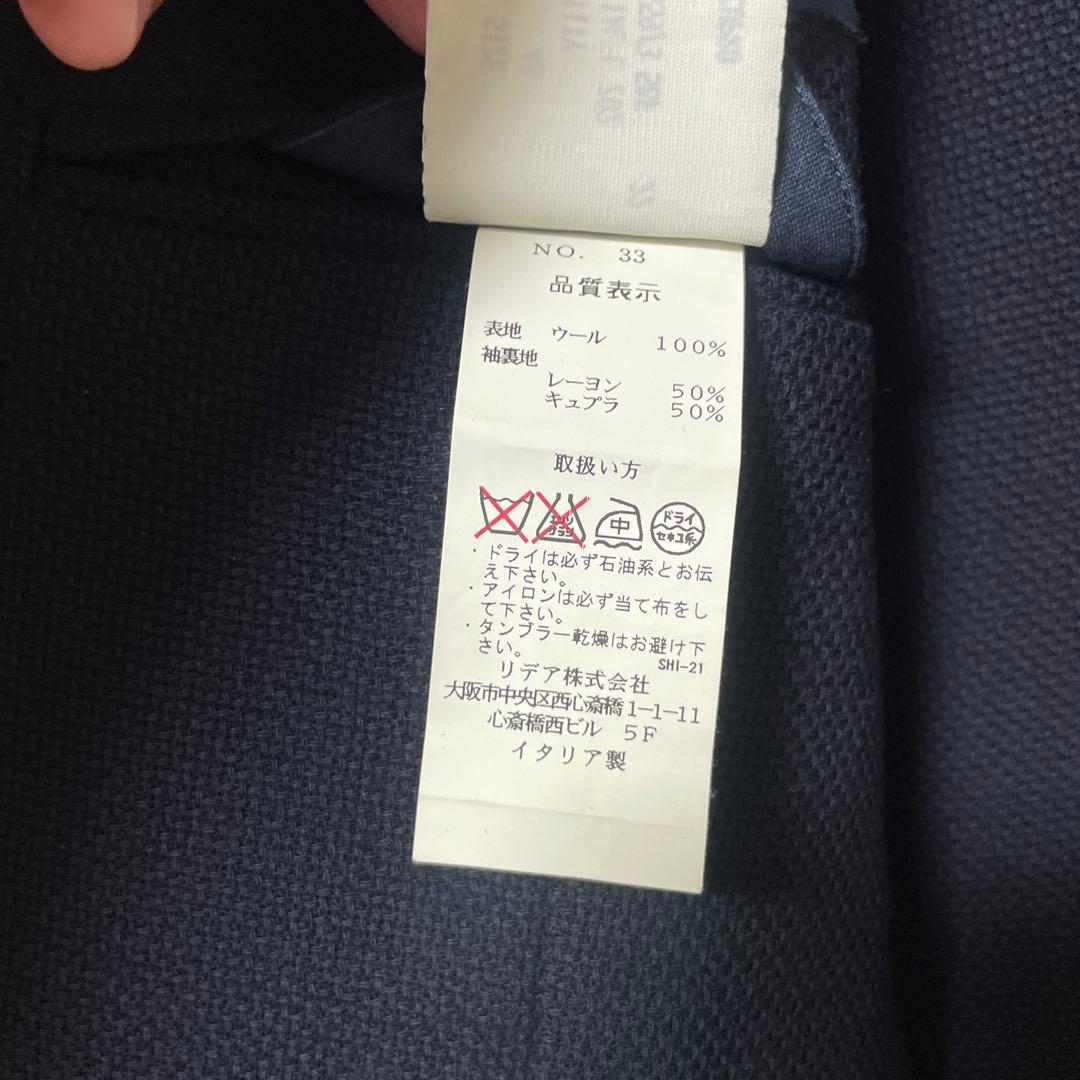 NO. 33
品質表示
表地 ウール 100%
袖裏地
レーヨン 50%
キュプラ 50%
取扱い方
エンソ サラシ 中 ドライ セキユ系
・ドライは必ず石油系とお伝
え下さい。
・アイロンは必ず当て布をし
て下さい。
・タンブラー乾燥はお避け下
さい。
SHI-21
リデア株式会社
大阪市中央区西心斎橋1-1-11
心斎橋西ビル 5F
イタリア製